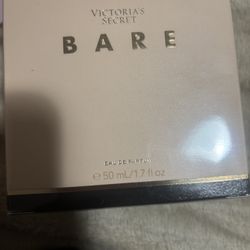 VICTORIA'S
SECRET
BARE
EAU DE PARFUM
℮ 50 mL/1.7 fl oz